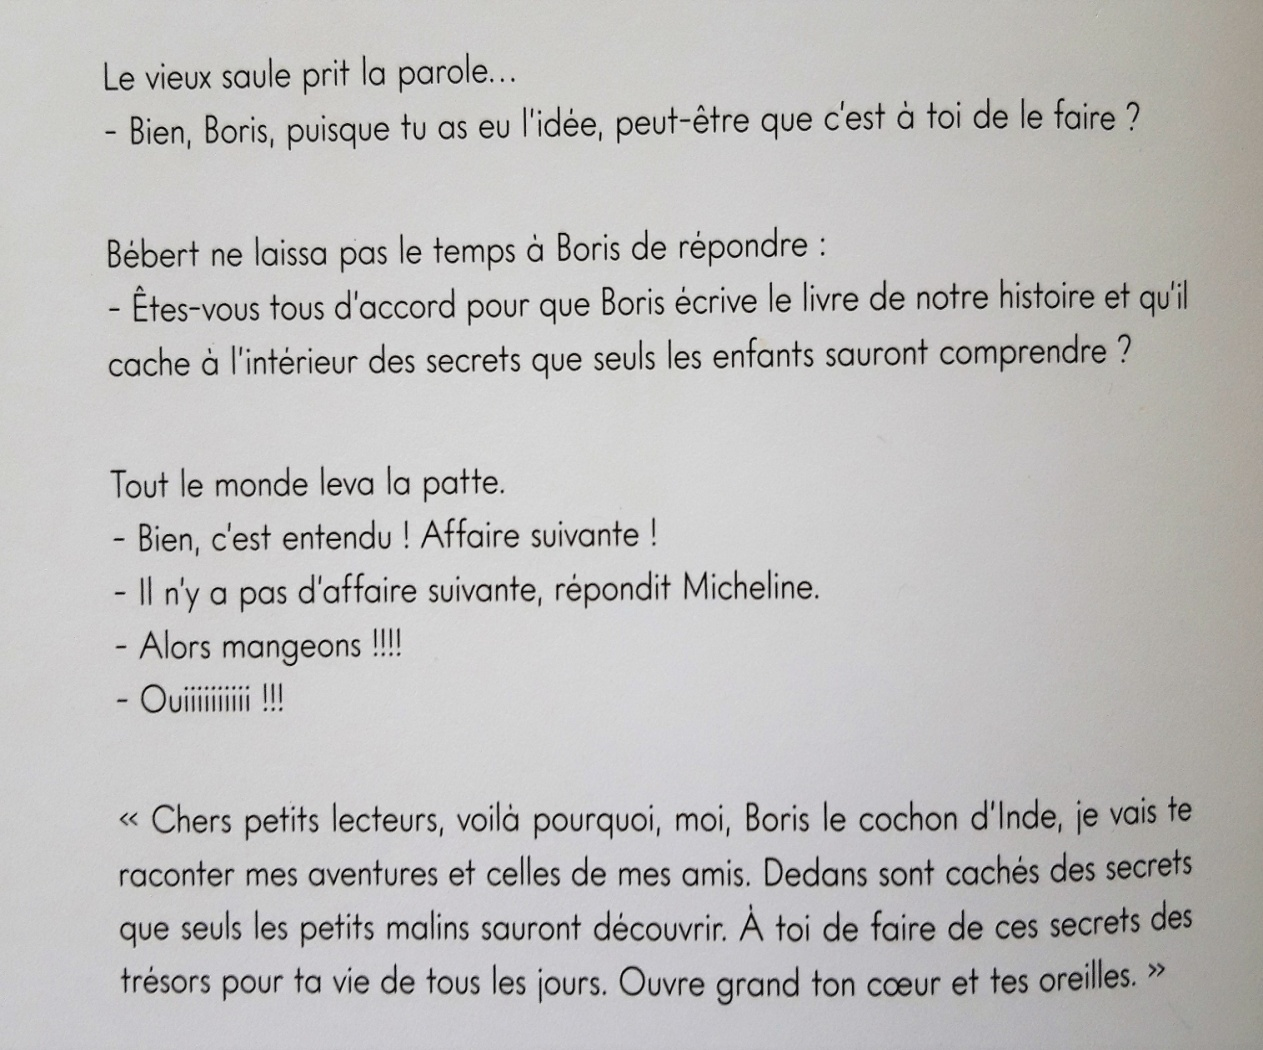 Le vieux saule prit la parole...
- Bien, Boris, puisque tu as eu l'idée, peut-être que c'est à toi de le faire ?
Bébert ne laissa pas le temps à Boris de répondre :
- Êtes-vous tous d'accord pour que Boris écrive le livre de notre histoire et qu'il
cache à l'intérieur des secrets que seuls les enfants sauront comprendre ?
Tout le monde leva la patte.
- Bien, c'est entendu ! Affaire suivante !
- Il n'y a pas d'affaire suivante, répondit Micheline.
- Alors mangeons !!!!
- Ouiiiiiiiiiii !!!
« Chers petits lecteurs, voilà pourquoi, moi, Boris le cochon d'Inde, je vais te
raconter mes aventures et celles de mes amis. Dedans sont cachés des secrets
que seuls les petits malins sauront découvrir. À toi de faire de ces secrets des
trésors pour ta vie de tous les jours. Ouvre grand ton cœur et tes oreilles. »